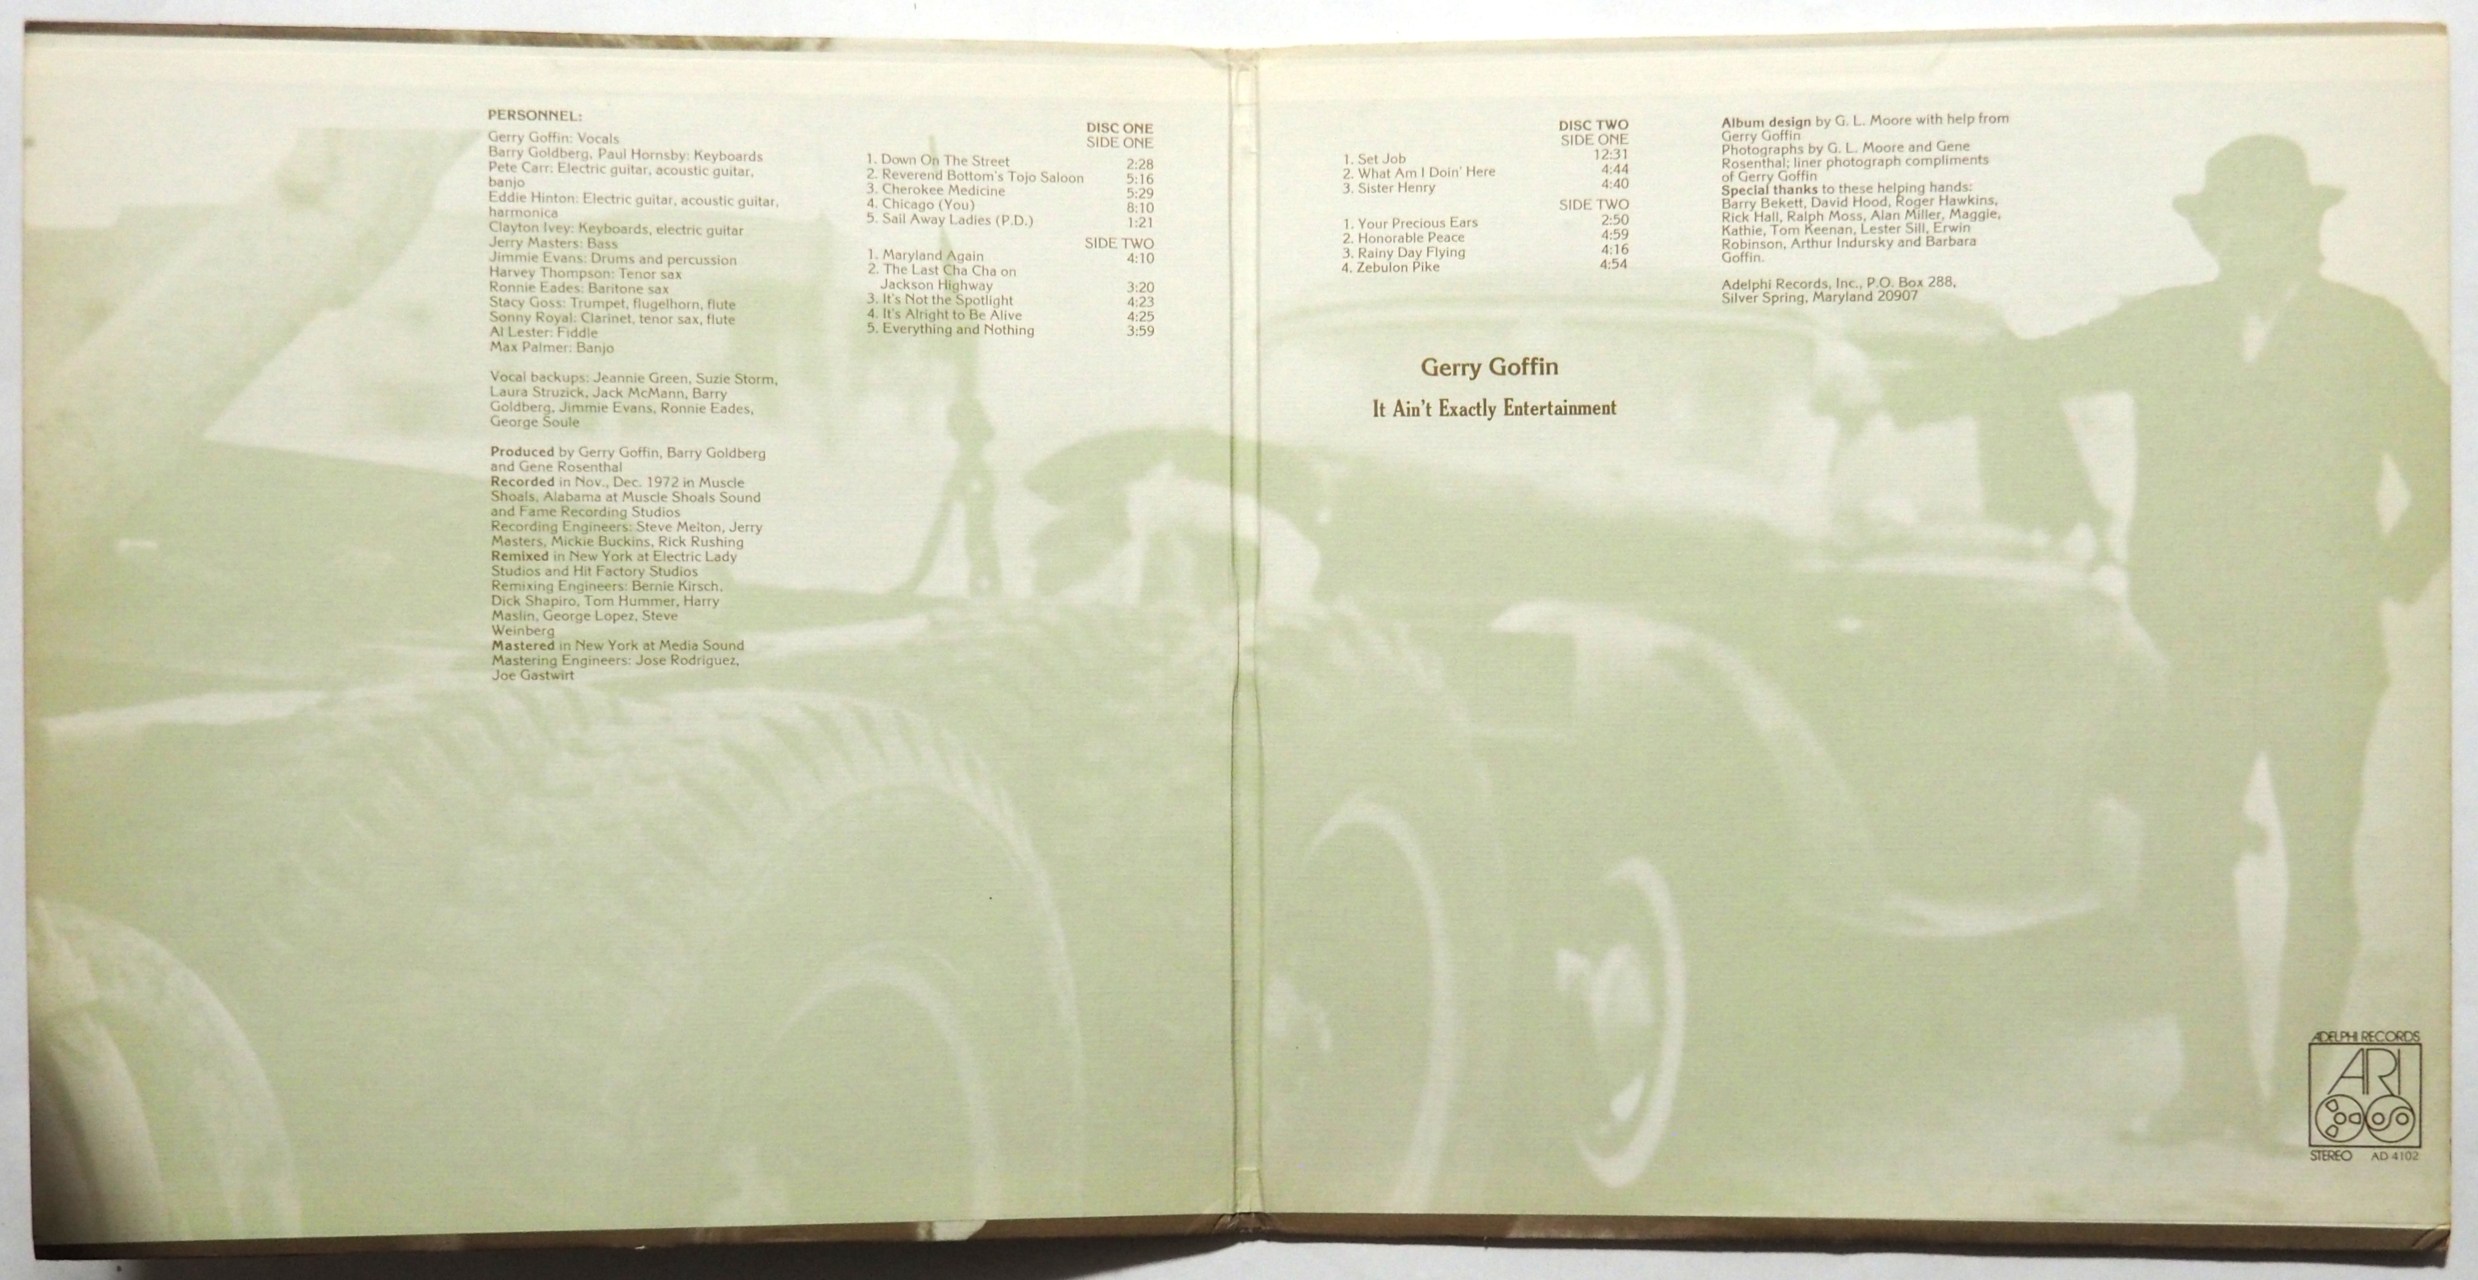 PERSONNEL:
Gerry Goffin: Vocals
Barry Goldberg, Paul Hornsby: Keyboards
Pete Carr: Electric guitar, acoustic guitar,
banjo
Eddie Hinton: Electric guitar, acoustic guitar,
harmonica
Clayton Ivey: Keyboards, electric guitar
Jerry Masters: Bass
Jimmie Evans: Drums and percussion
Harvey Thompson: Tenor sax
Ronnie Eades: Baritone sax
Stacy Goss: Trumpet, flugelhorn, flute
Sonny Royal: Clarinet, tenor sax, flute
Al Lester: Fiddle
Max Palmer: Banjo
Vocal backups: Jeannie Green, Suzie Storm,
Laura Struzick, Jack McMann, Barry
Goldberg, Jimmie Evans, Ronnie Eades,
George Soule
Produced by Gerry Goffin, Barry Goldberg
and Gene Rosenthal
Recorded in Nov., Dec. 1972 in Muscle
Shoals, Alabama at Muscle Shoals Sound
and Fame Recording Studios
Recording Engineers: Steve Melton, Jerry
Masters, Mickie Buckins, Rick Rushing
Remixed in New York at Electric Lady
Studios and Hit Factory Studios
Remixing Engineers: Bernie Kirsch,
Dick Shapiro, Tom Hummer, Harry
Maslin, George Lopez, Steve
Weinberg
Mastered in New York at Media Sound
Mastering Engineers: Jose Rodriguez,
Joe Gastwirt
DISC ONE
SIDE ONE
1. Down On The Street 2:28
2. Reverend Bottom's Tojo Saloon 5:16
3. Cherokee Medicine 5:29
4. Chicago (You) 8:10
5. Sail Away Ladies (P.D.) 1:21
SIDE TWO
1. Maryland Again 4:10
2. The Last Cha Cha on
Jackson Highway 3:20
3. It's Not the Spotlight 4:23
4. It's Alright to Be Alive 4:25
5. Everything and Nothing 3:59
DISC TWO
SIDE ONE
1. Set Job 12:31
2. What Am I Doin' Here 4:44
3. Sister Henry 4:40
SIDE TWO
1. Your Precious Ears 2:50
2. Honorable Peace 4:59
3. Rainy Day Flying 4:16
4. Zebulon Pike 4:54
Gerry Goffin
It Ain't Exactly Entertainment
Album design by G. L. Moore with help from
Gerry Goffin
Photographs by G. L. Moore and Gene
Rosenthal; liner photograph compliments
of Gerry Goffin
Special thanks to these helping hands:
Barry Bekett, David Hood, Roger Hawkins,
Rick Hall, Ralph Moss, Alan Miller, Maggie,
Kathie, Tom Keenan, Lester Sill, Erwin
Robinson, Arthur Indursky and Barbara
Goffin.
Adelphi Records, Inc., P.O. Box 288,
Silver Spring, Maryland 20907
ADELPHI RECORDS
ARI
STEREO AD 4102